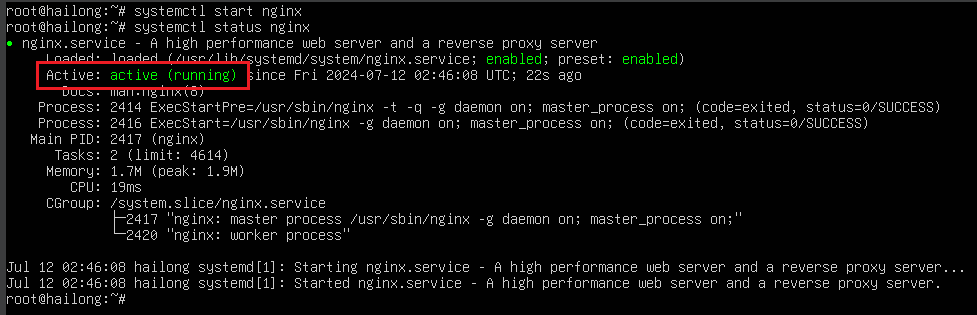 root@hailong:~# systemctl start nginx
root@hailong:~# systemctl status nginx
● nginx.service - A high performance web server and a reverse proxy server
Loaded: loaded (/usr/lib/systemd/system/nginx.service; enabled; preset: enabled)
Active: active (running) since Fri 2024-07-12 02:46:08 UTC; 22s ago
Docs: man:nginx(8)
Process: 2414 ExecStartPre=/usr/sbin/nginx -t -q -g daemon on; master_process on; (code=exited, status=0/SUCCESS)
Process: 2416 ExecStart=/usr/sbin/nginx -g daemon on; master_process on; (code=exited, status=0/SUCCESS)
Main PID: 2417 (nginx)
Tasks: 2 (limit: 4614)
Memory: 1.7M (peak: 1.9M)
CPU: 19ms
CGroup: /system.slice/nginx.service
├─2417 "nginx: master process /usr/sbin/nginx -g daemon on; master_process on;"
└─2420 "nginx: worker process"
Jul 12 02:46:08 hailong systemd[1]: Starting nginx.service - A high performance web server and a reverse proxy server...
Jul 12 02:46:08 hailong systemd[1]: Started nginx.service - A high performance web server and a reverse proxy server.
root@hailong:~#